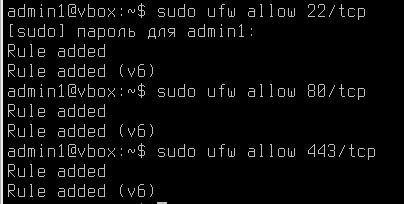 admin1@vbox:~$ sudo ufw allow 22/tcp
[sudo] пароль для admin1:
Rule added
Rule added (v6)
admin1@vbox:~$ sudo ufw allow 80/tcp
Rule added
Rule added (v6)
admin1@vbox:~$ sudo ufw allow 443/tcp
Rule added
Rule added (v6)